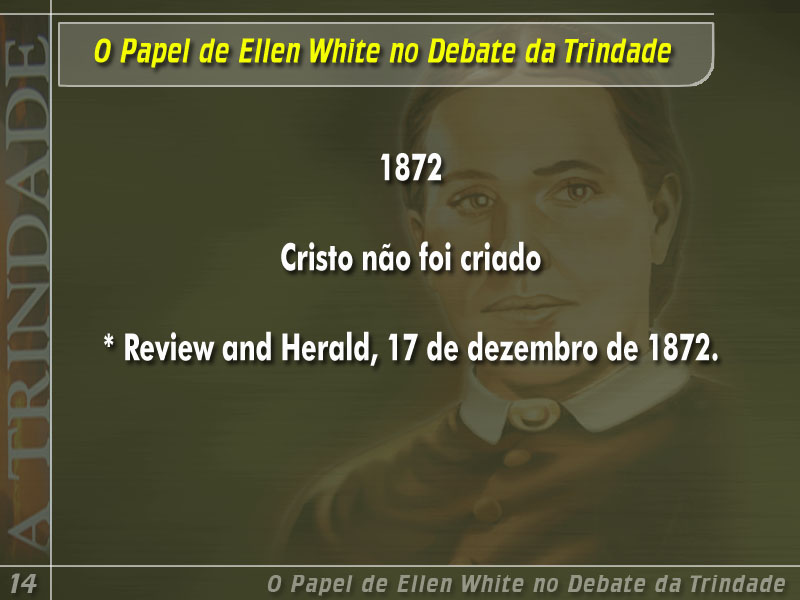 O Papel de Ellen White no Debate da Trindade
1872
Cristo não foi criado
* Review and Herald, 17 de dezembro de 1872.
A TRINDADE
14
O Papel de Ellen White no Debate da Trindade